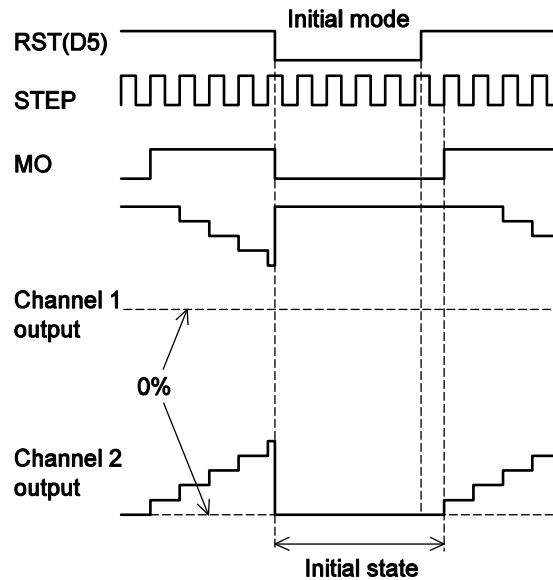 Initial mode
RST(D5)
STEP
MO
Channel 1
output
0%
Channel 2
output
Initial state